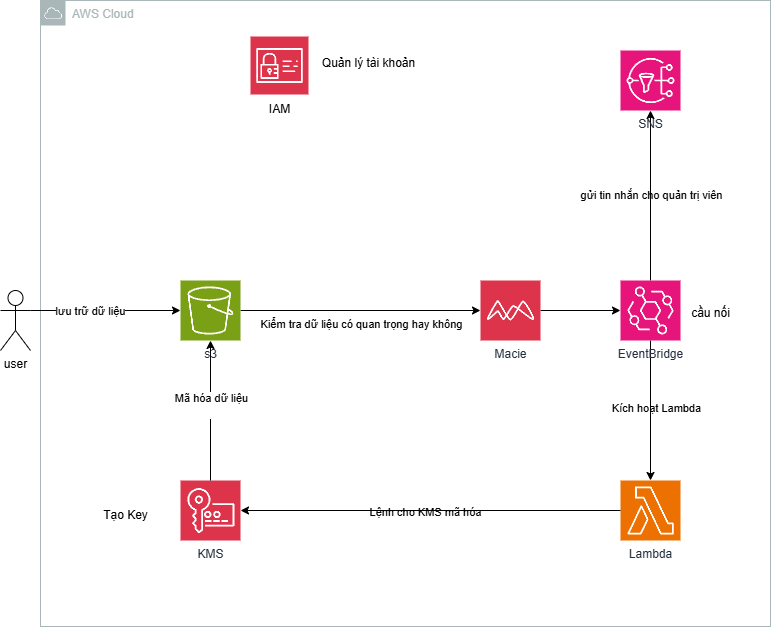 AWS Cloud
Quản lý tài khoản
IAM
SNS
gửi tin nhắn cho quản trị viên
lưu trữ dữ liệu
Kiểm tra dữ liệu có quan trọng hay không
cầu nối
user
s3
Macie
EventBridge
Mã hóa dữ liệu
Kích hoạt Lambda
Tạo Key
Lệnh cho KMS mã hóa
KMS
Lambda